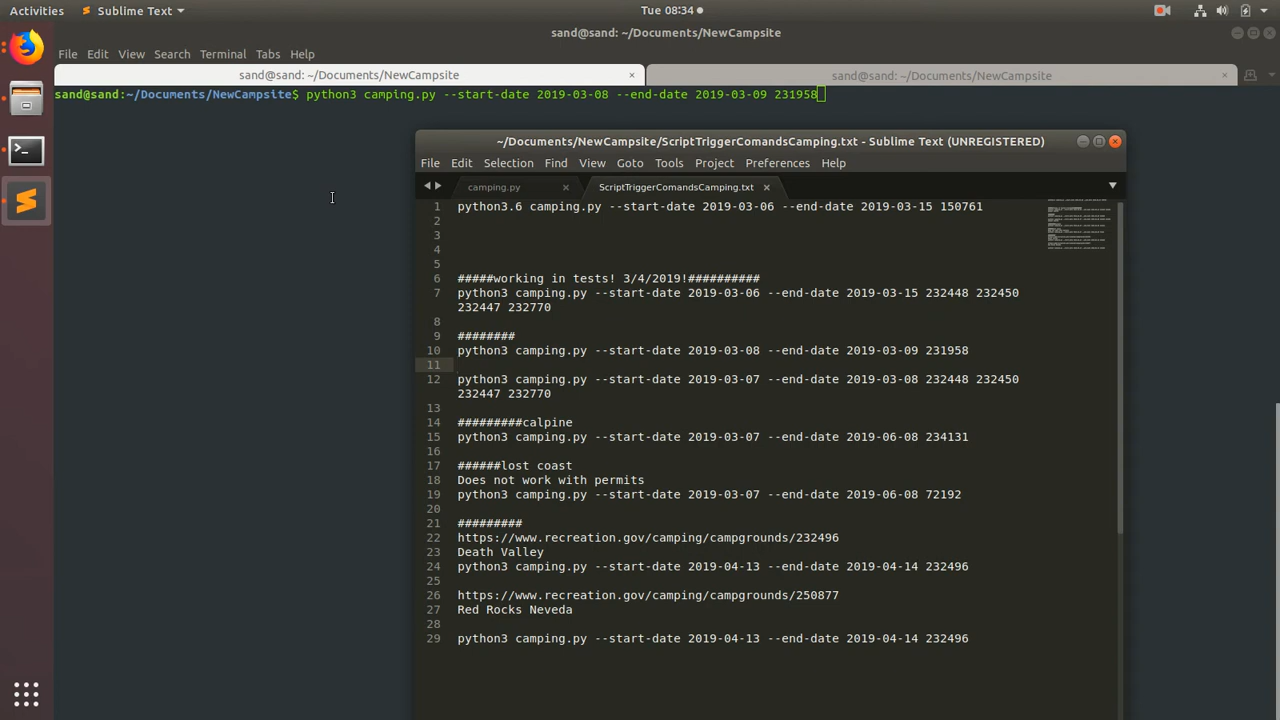 Activities
Sublime Text
Tue 08:34
sand@sand: ~/Documents/NewCampsite
File Edit View Search Terminal Tabs Help
sand@sand: ~/Documents/NewCampsite ×
sand@sand: ~/Documents/NewCampsite ×
sand@sand:~/Documents/NewCampsite$ python3 camping.py --start-date 2019-03-08 --end-date 2019-03-09 231958
~/Documents/NewCampsite/ScriptTriggerComandsCamping.txt - Sublime Text (UNREGISTERED)
File Edit Selection Find View Goto Tools Project Preferences Help
camping.py ×
ScriptTriggerComandsCamping.txt ×
1 python3.6 camping.py --start-date 2019-03-06 --end-date 2019-03-15 150761
2
3
4
5
6 #####working in tests! 3/4/2019!##########
7 python3 camping.py --start-date 2019-03-06 --end-date 2019-03-15 232448 232450
232447 232770
8
9 ########
10 python3 camping.py --start-date 2019-03-08 --end-date 2019-03-09 231958
11
12 python3 camping.py --start-date 2019-03-07 --end-date 2019-03-08 232448 232450
232447 232770
13
14 #########calpine
15 python3 camping.py --start-date 2019-03-07 --end-date 2019-06-08 234131
16
17 ######lost coast
18 Does not work with permits
19 python3 camping.py --start-date 2019-03-07 --end-date 2019-06-08 72192
20
21 #########
22 https://www.recreation.gov/camping/campgrounds/232496
23 Death Valley
24 python3 camping.py --start-date 2019-04-13 --end-date 2019-04-14 232496
25
26 https://www.recreation.gov/camping/campgrounds/250877
27 Red Rocks Neveda
28
29 python3 camping.py --start-date 2019-04-13 --end-date 2019-04-14 232496